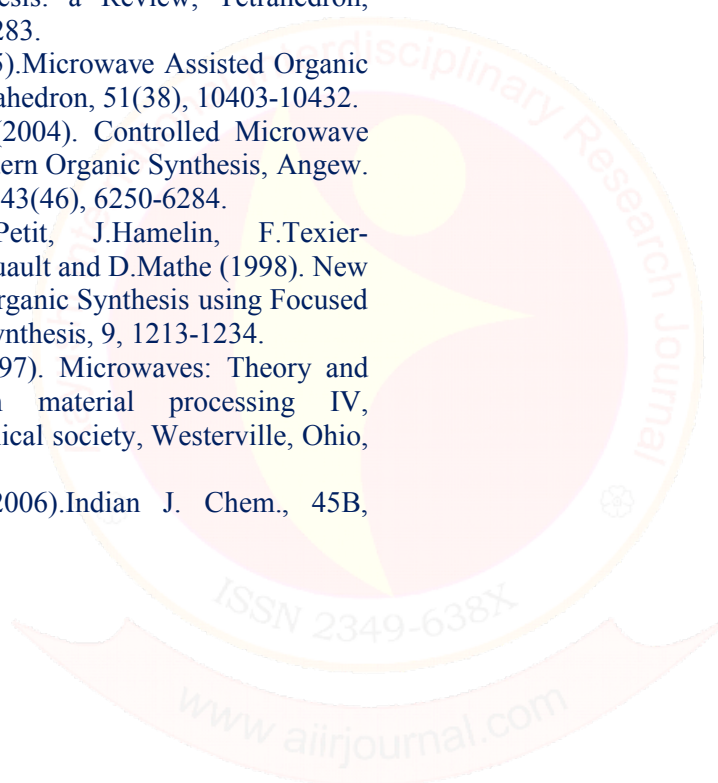 esis: a Review, Tetrahedron,
283.
5).Microwave Assisted Organic
ahedron, 51(38), 10403-10432.
(2004). Controlled Microwave
ern Organic Synthesis, Angew.
43(46), 6250-6284.
Petit, J.Hamelin, F.Texier-
uault and D.Mathe (1998). New
rganic Synthesis using Focused
ynthesis, 9, 1213-1234.
97). Microwaves: Theory and
material processing IV,
ical society, Westerville, Ohio,
2006).Indian J. Chem., 45B,
erdisciplinary Research Journal
ISSN 2349-638X
www aiirjournal.com